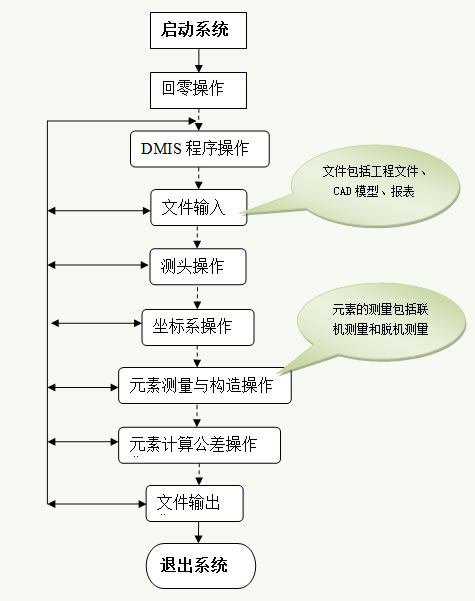 启动系统
回零操作
DMIS 程序操作
文件包括工程文件、
CAD 模型、报表
文件输入
测头操作
坐标系操作
元素的测量包括联
机测量和脱机测量
元素测量与构造操作
元素计算公差操作
文件输出
退出系统